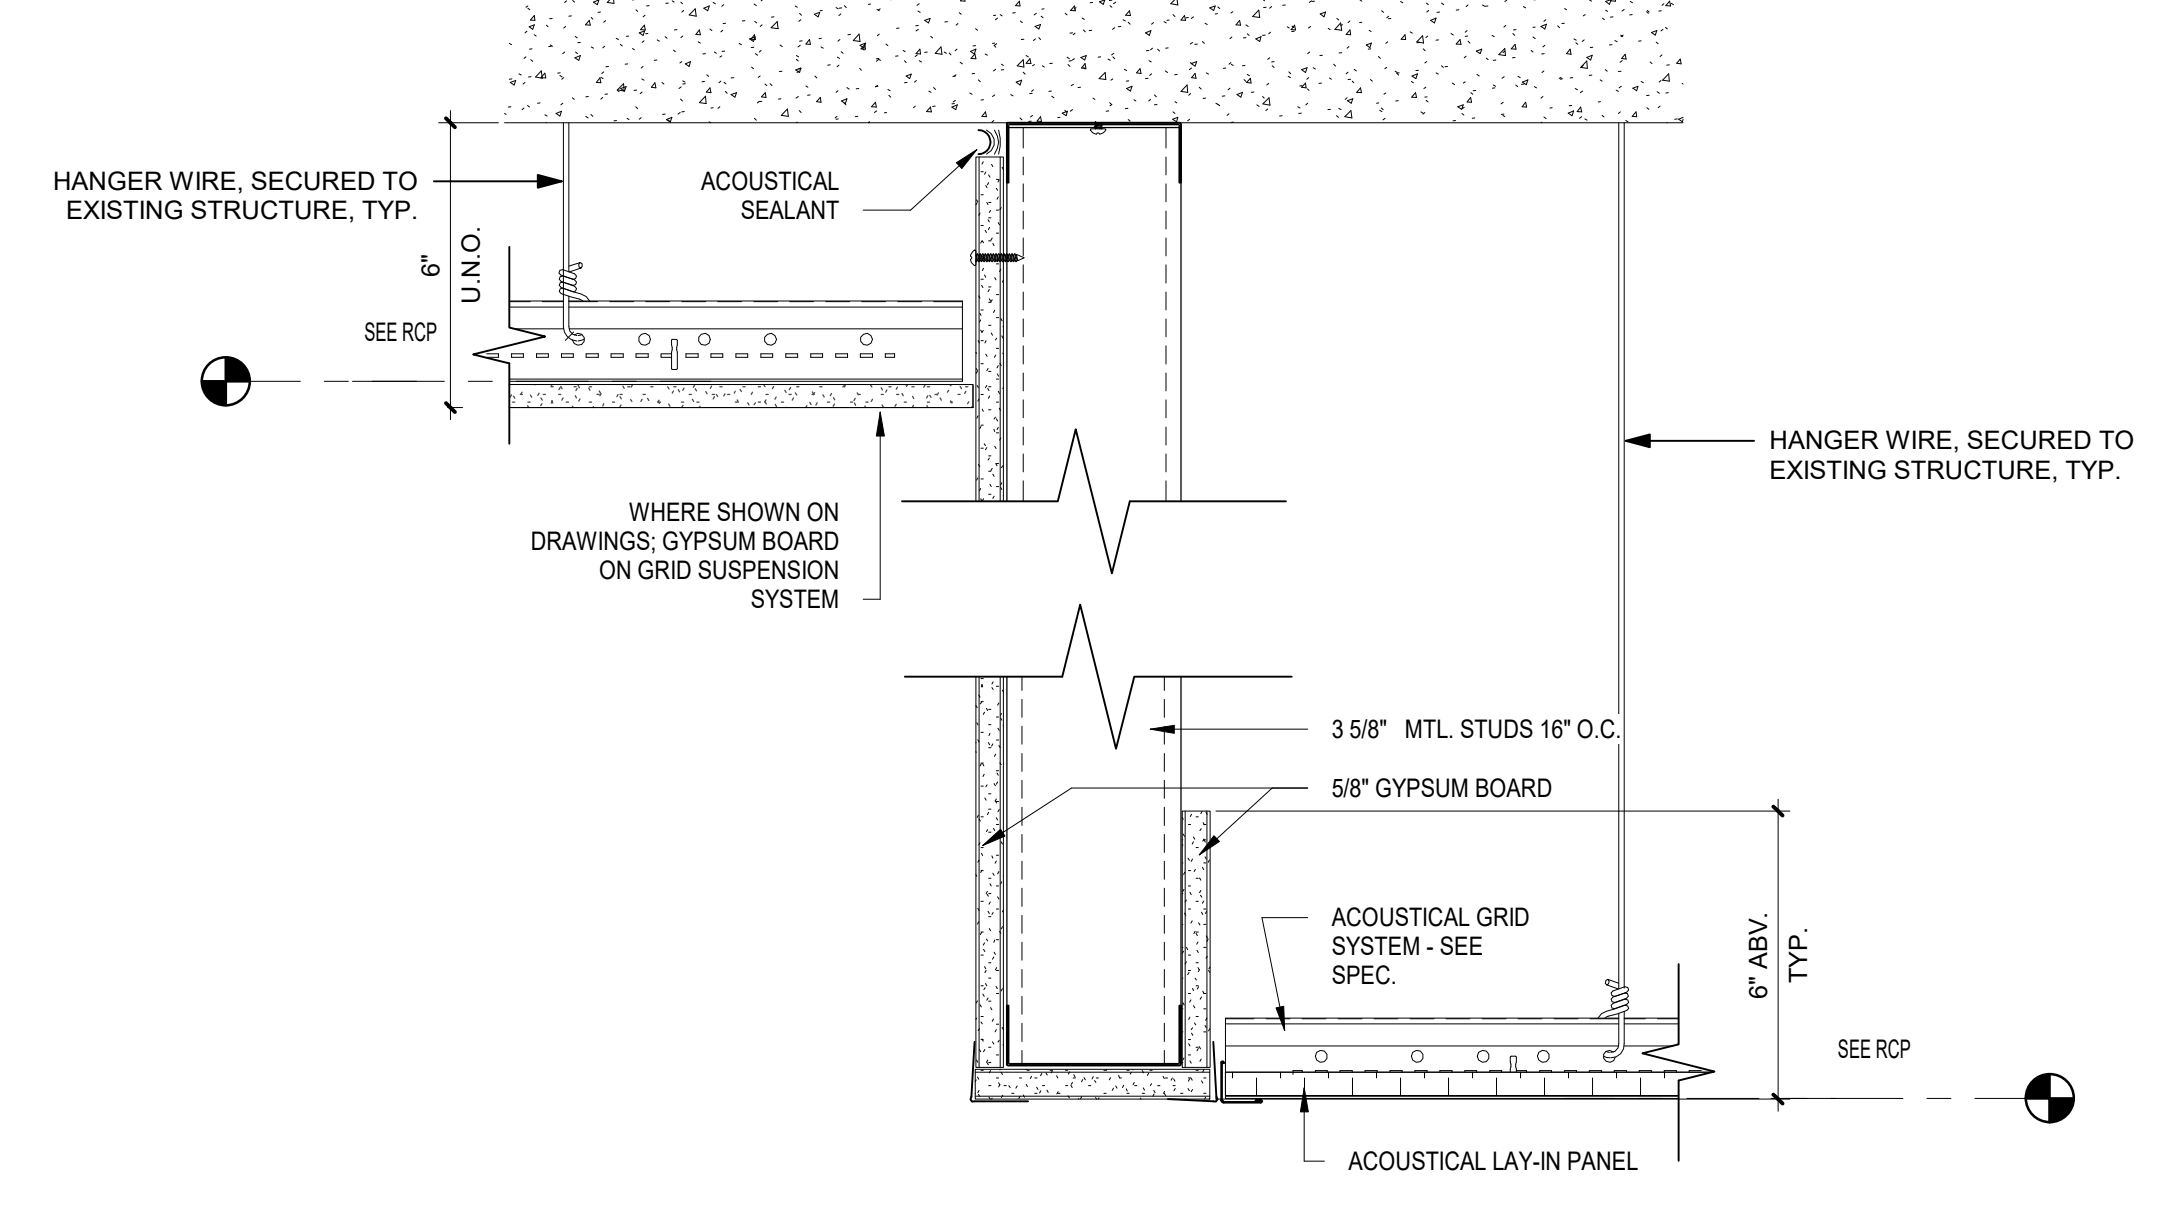 HANGER WIRE, SECURED TO
EXISTING STRUCTURE, TYP.
ACOUSTICAL
SEALANT
6"
U.N.O.
SEE RCP
WHERE SHOWN ON
DRAWINGS; GYPSUM BOARD
ON GRID SUSPENSION
SYSTEM
HANGER WIRE, SECURED TO
EXISTING STRUCTURE, TYP.
3 5/8" MTL. STUDS 16" O.C.
5/8" GYPSUM BOARD
ACOUSTICAL GRID
SYSTEM - SEE
SPEC.
6" ABV.
TYP.
SEE RCP
ACOUSTICAL LAY-IN PANEL